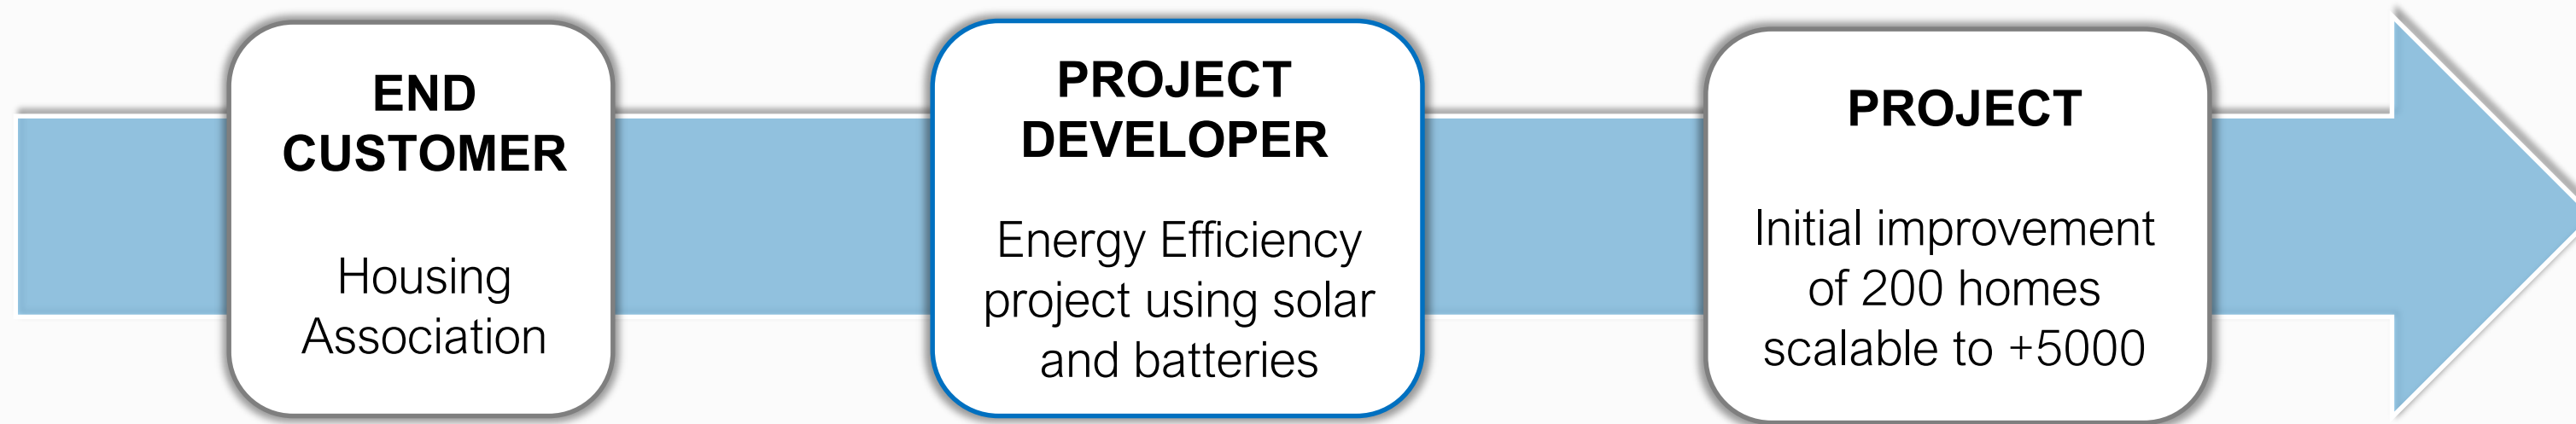 END
CUSTOMER
Housing
Association
PROJECT
DEVELOPER
Energy Efficiency
project using solar
and batteries
PROJECT
Initial improvement
of 200 homes
scalable to +5000